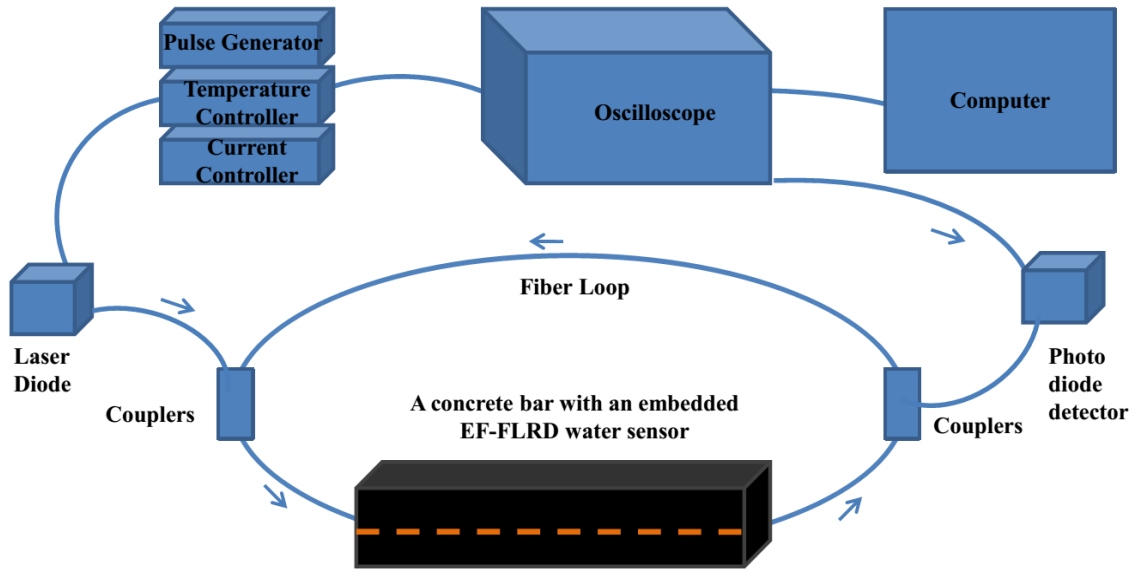 Pulse Generator
Temperature
Controller
Current
Controller
Oscilloscope
Computer
Fiber Loop
Laser
Diode
Photo
diode
detector
Couplers
A concrete bar with an embedded
EF-FLRD water sensor
Couplers